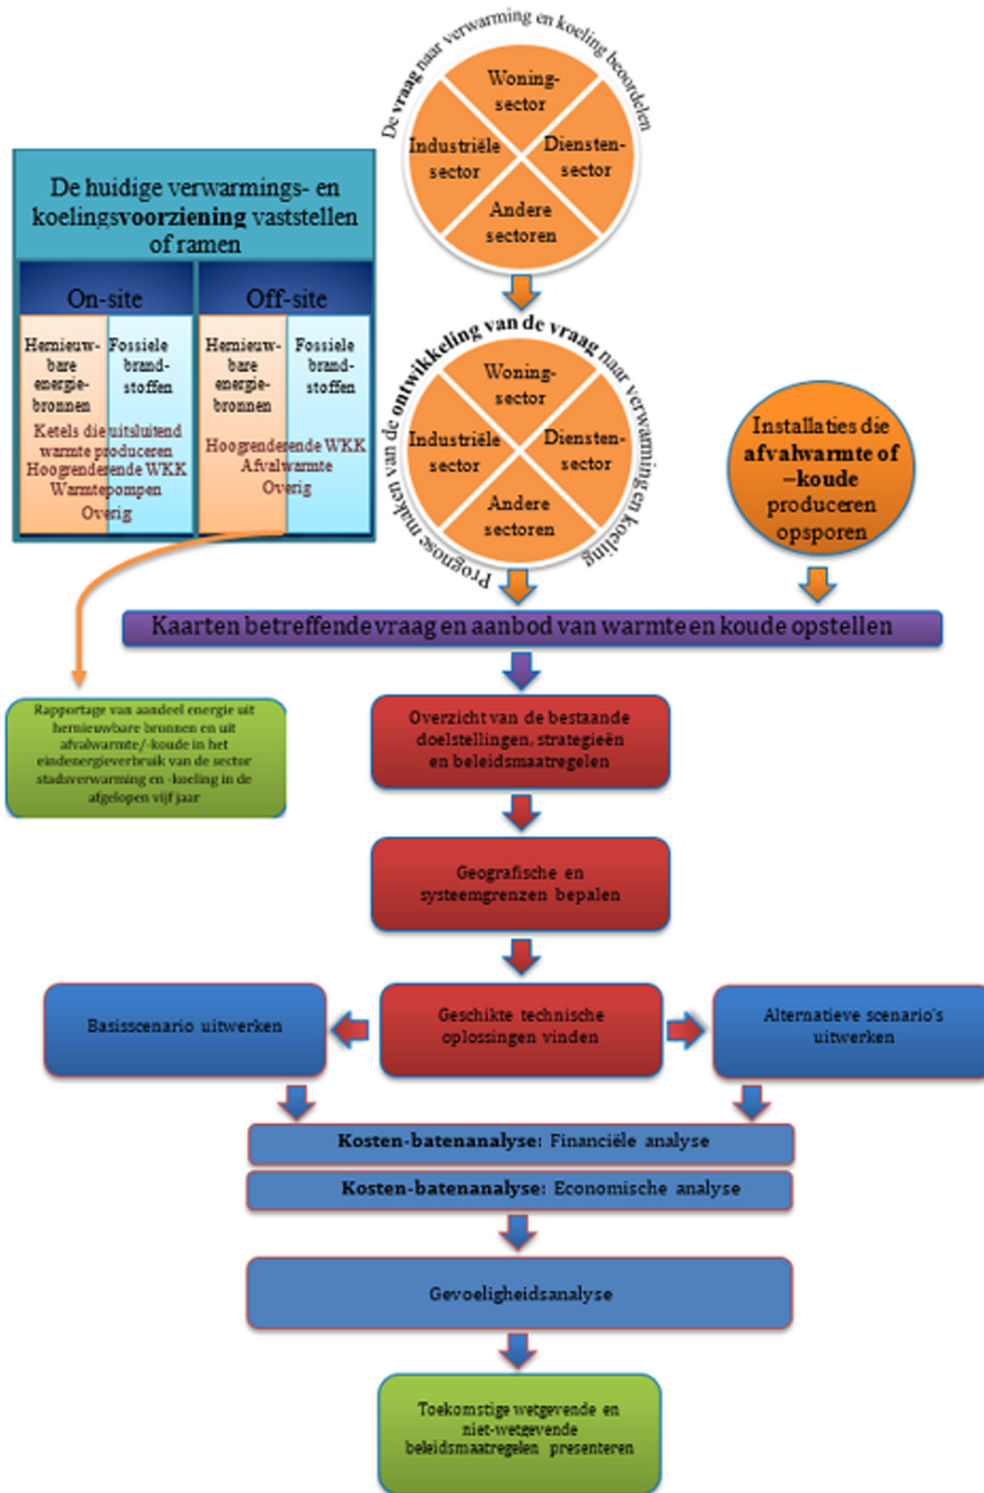 De vraag naar verwarming en koeling beoordelen
Woning-
sector
Industriële
sector
Diensten-
sector
Andere
sectoren
De huidige verwarmings- en
koelingsvoorziening vaststellen
of ramen
On-site
Off-site
Hernieuw-
bare
energie-
bronnen
Fossiele
brand-
stoffen
Ketels die uitsluitend
warmte produceren
Hoogrenderende WKK
Warmtepompen
Overig
Hernieuw-
bare
energie-
bronnen
Fossiele
brand-
stoffen
Hoogrenderende WKK
Afvalwarmte
Overig
Prognose maken van de ontwikkeling van de vraag naar verwarming en koeling
Woning-
sector
Industriële
sector
Diensten-
sector
Andere
sectoren
Installaties die
afvalwarmte of
–koude
produceren
opsporen
Kaarten betreffende vraag en aanbod van warmte en koude opstellen
Rapportage van aandeel energie uit
hernieuwbare bronnen en uit
afvalwarmte/-koude in het
eindenergieverbruik van de sector
stadsverwarming en -koeling in de
afgelopen vijf jaar
Overzicht van de bestaande
doelstellingen, strategieën
en beleidsmaatregelen
Geografische en
systeemgrenzen bepalen
Basisscenario uitwerken
Geschikte technische
oplossingen vinden
Alternatieve scenario's
uitwerken
Kosten-batenanalyse: Financiële analyse
Kosten-batenanalyse: Economische analyse
Gevoeligheidsanalyse
Toekomstige wetgevende en
niet-wetgevende
beleidsmaatregelen presenteren